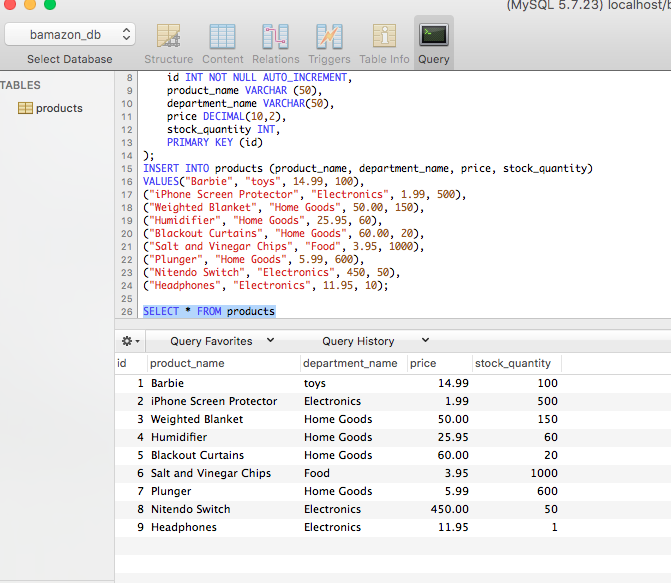 (MySQL 5.7.23) localhost/b
bamazon_db
Select Database
Structure Content Relations Triggers Table Info Query
TABLES
products
8 id INT NOT NULL AUTO_INCREMENT,
9 product_name VARCHAR (50),
10 department_name VARCHAR(50),
11 price DECIMAL(10,2),
12 stock_quantity INT,
13 PRIMARY KEY (id)
14 );
15 INSERT INTO products (product_name, department_name, price, stock_quantity)
16 VALUES("Barbie", "toys", 14.99, 100),
17 ("iPhone Screen Protector", "Electronics", 1.99, 500),
18 ("Weighted Blanket", "Home Goods", 50.00, 150),
19 ("Humidifier", "Home Goods", 25.95, 60),
20 ("Blackout Curtains", "Home Goods", 60.00, 20),
21 ("Salt and Vinegar Chips", "Food", 3.95, 1000),
22 ("Plunger", "Home Goods", 5.99, 600),
23 ("Nitendo Switch", "Electronics", 450, 50),
24 ("Headphones", "Electronics", 11.95, 10);
25
26 SELECT * FROM products
Query Favorites Query History
id product_name department_name price stock_quantity
1 Barbie toys 14.99 100
2 iPhone Screen Protector Electronics 1.99 500
3 Weighted Blanket Home Goods 50.00 150
4 Humidifier Home Goods 25.95 60
5 Blackout Curtains Home Goods 60.00 20
6 Salt and Vinegar Chips Food 3.95 1000
7 Plunger Home Goods 5.99 600
8 Nitendo Switch Electronics 450.00 50
9 Headphones Electronics 11.95 1